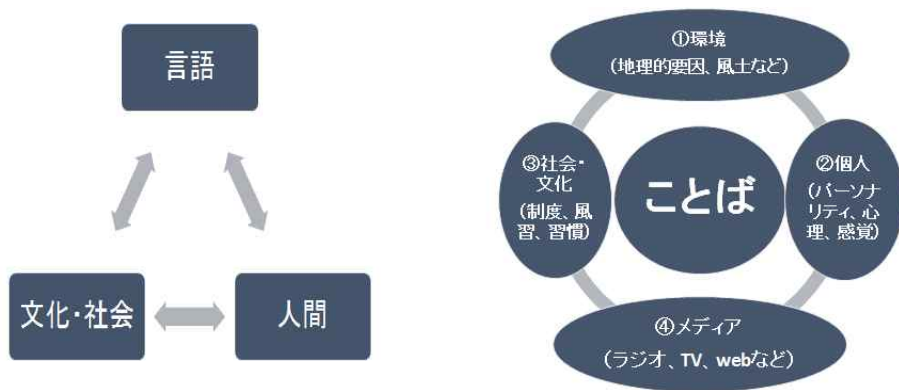 言語
文化・社会
人間
①環境
(地理的要因、風土など)
③社会・
文化
(制度、風
習、習慣)
ことば
②個人
(パーソナ
リティ、心
理、感覚)
④メディア
(ラジオ、TV、webなど)